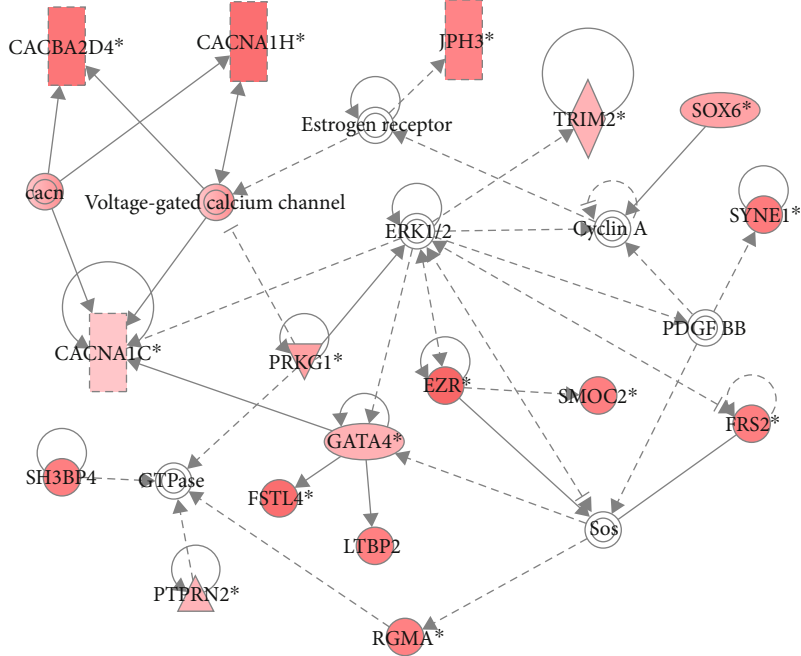 CACBA2D4*
CACNA1H*
JPH3*
Estrogen receptor
TRIM2*
SOX6*
cacn
Voltage-gated calcium channel
ERK1/2
Cyclin A
SYNE1*
CACNA1C*
PRKG1*
PDGF BB
EZR*
SMOC2*
FRS2*
GATA4*
SH3BP4
GTPase
FSTL4*
LTBP2
Sos
PTPRN2*
RGMA*